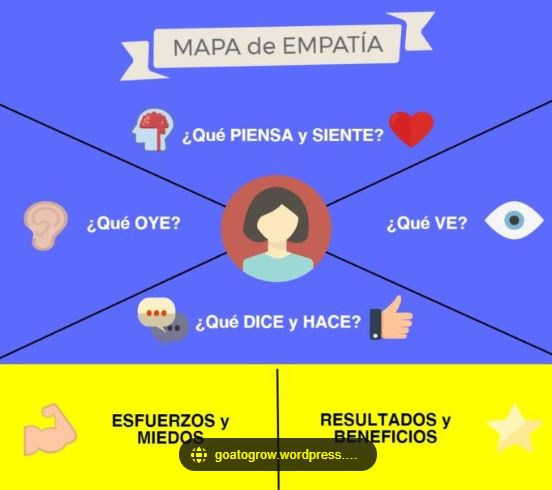 MAPA de EMPATÍA
¿Qué PIENSA y SIENTE?
¿Qué OYE?
¿Qué VE?
¿Qué DICE y HACE?
ESFUERZOS y
MIEDOS
RESULTADOS y
BENEFICIOS
goatogrow.wordpress....